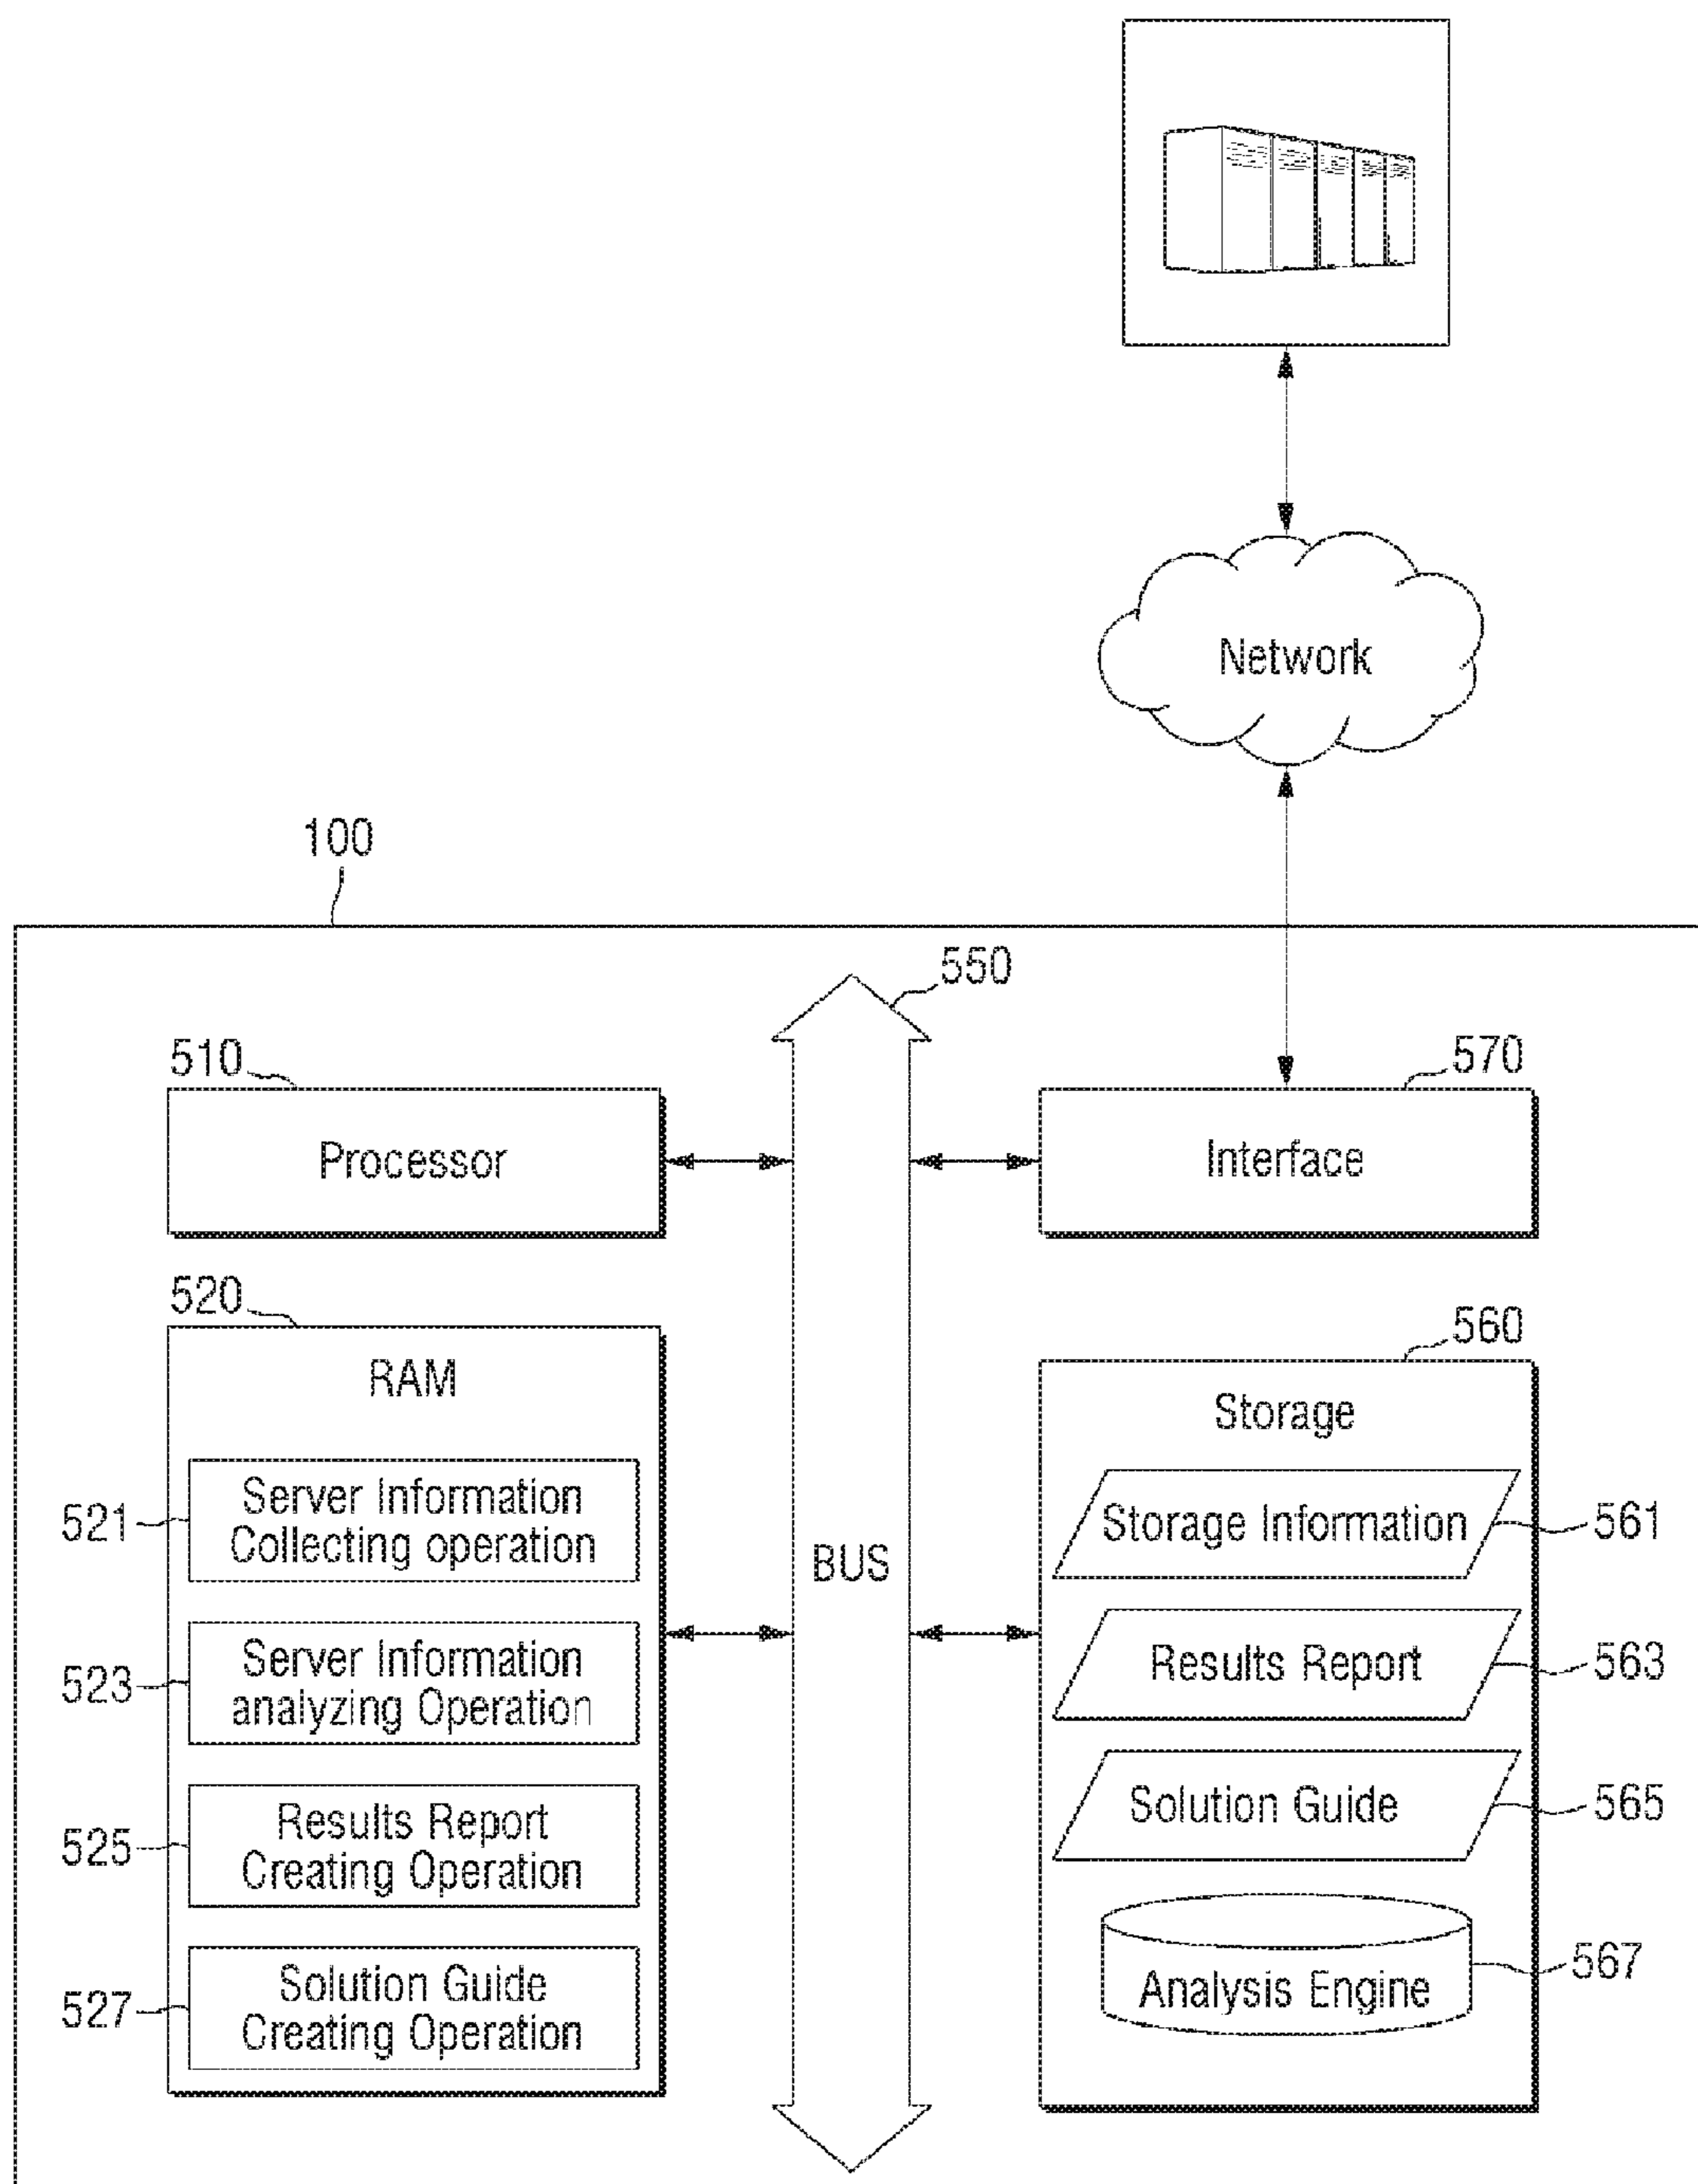 Network
100
550
510
Processor
570
Interface
520
RAM
521
Server Information
Collecting operation
523
Server Information
analyzing Operation
525
Results Report
Creating Operation
527
Solution Guide
Creating Operation
BUS
560
Storage
Storage Information
561
Results Report
563
Solution Guide
565
Analysis Engine
567